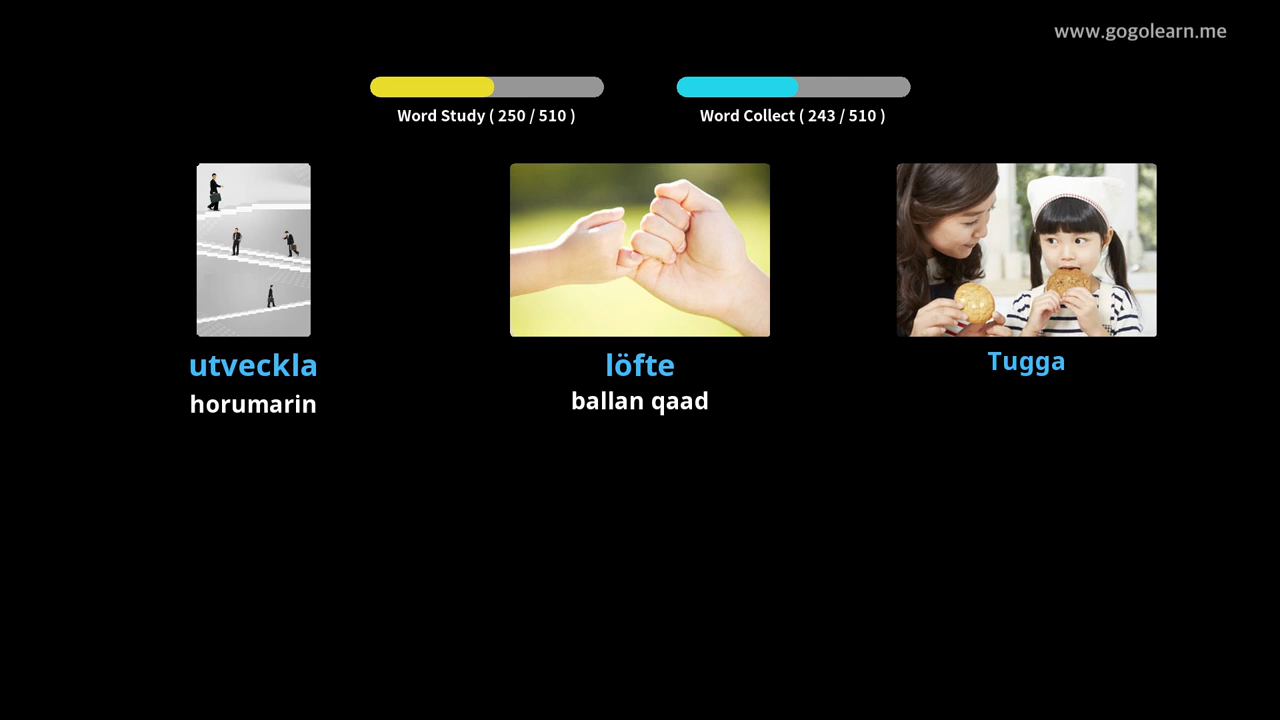 www.gogolearn.me
Word Study ( 250 / 510 )
Word Collect ( 243 / 510 )
utveckla
horumarin
löfte
ballan qaad
Tugga